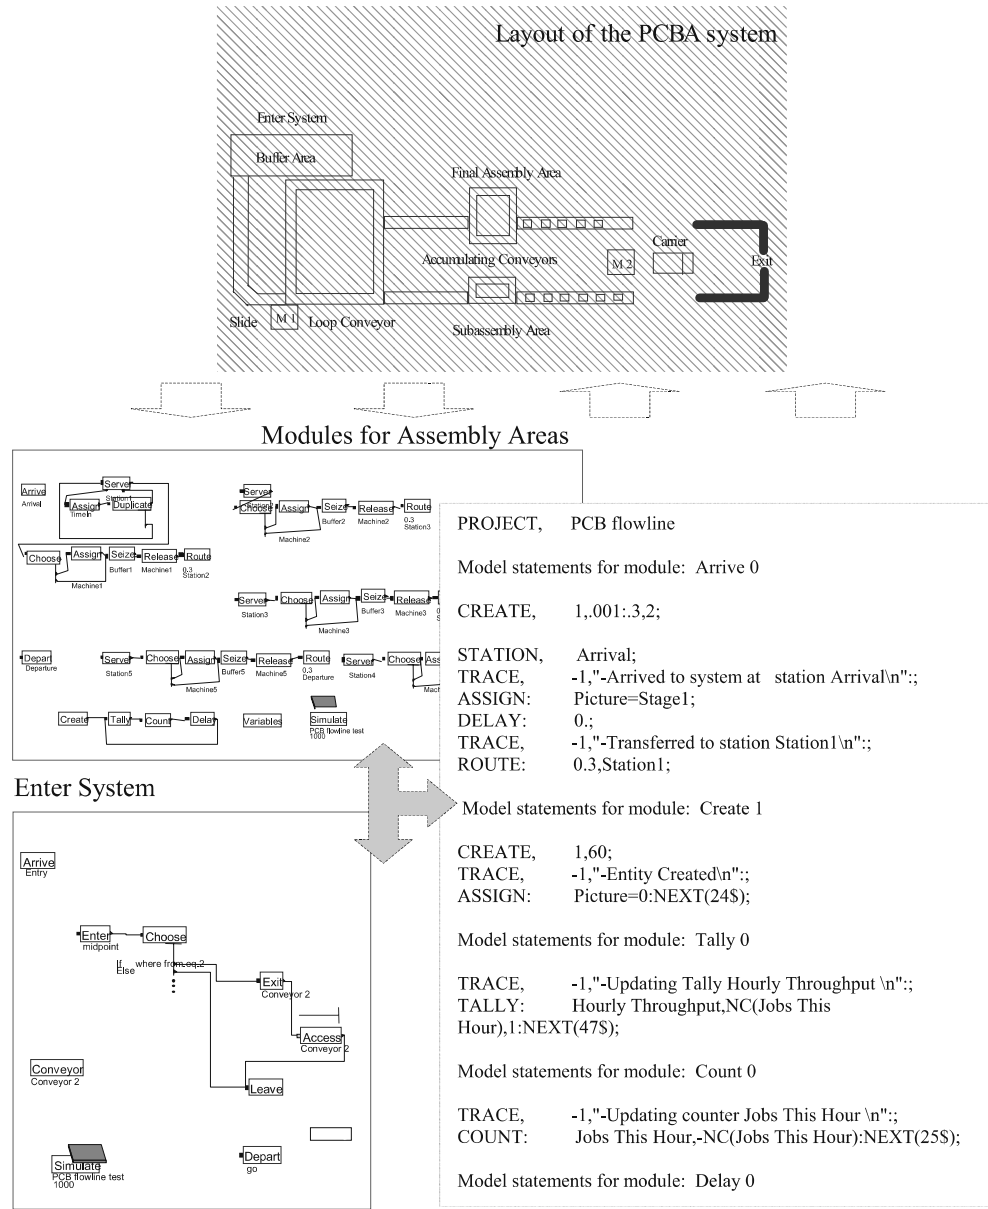 Layout of the PCBA system
Enter System
Buffer Area
Final Assembly Area
Carrier
Accumulating Conveyors
M 2
Exit
Slide
M 1
Loop Conveyor
Subassembly Area
Modules for Assembly Areas
Arrive
Arrival
Server
Station1
Assign
TimeIn
Duplicate
Server
Choose
Assign
Seize
Release
Route
Buffer2
Machine2
0.3
Station3
Machine2
Choose
Assign
Seize
Release
Route
Buffer1
Machine1
0.3
Station2
Machine1
Server
Choose
Assign
Seize
Release
Station3
Buffer3
Machine3
Machine3
Depart
Departure
Server
Choose
Assign
Seize
Release
Route
Station5
Buffer5
Machine5
0.3
Departure
Machine5
Server
Choose
Ass
Station4
Mach
Create
Tally
Count
Delay
Variables
Simulate
PCB flowline test
1000
Enter System
Arrive
Entry
Enter
midpoint
Choose
If where from eq.2
Else
Exit
Conveyor 2
Access
Conveyor 2
Conveyor
Conveyor 2
Leave
Simulate
PCB flowline test
1000
Depart
go
PROJECT, PCB flowline
Model statements for module: Arrive 0
CREATE, 1,.001:.3,2;
STATION, Arrival;
TRACE, -1,"-Arrived to system at station Arrival\n":;
ASSIGN: Picture=Stage1;
DELAY: 0.;
TRACE, -1,"-Transferred to station Station1\n":;
ROUTE: 0.3,Station1;
Model statements for module: Create 1
CREATE, 1,60;
TRACE, -1,"-Entity Created\n":;
ASSIGN: Picture=0:NEXT(24$);
Model statements for module: Tally 0
TRACE, -1,"-Updating Tally Hourly Throughput \n":;
TALLY: Hourly Throughput,NC(Jobs This
Hour),1:NEXT(47$);
Model statements for module: Count 0
TRACE, -1,"-Updating counter Jobs This Hour \n":;
COUNT: Jobs This Hour,-NC(Jobs This Hour):NEXT(25$);
Model statements for module: Delay 0